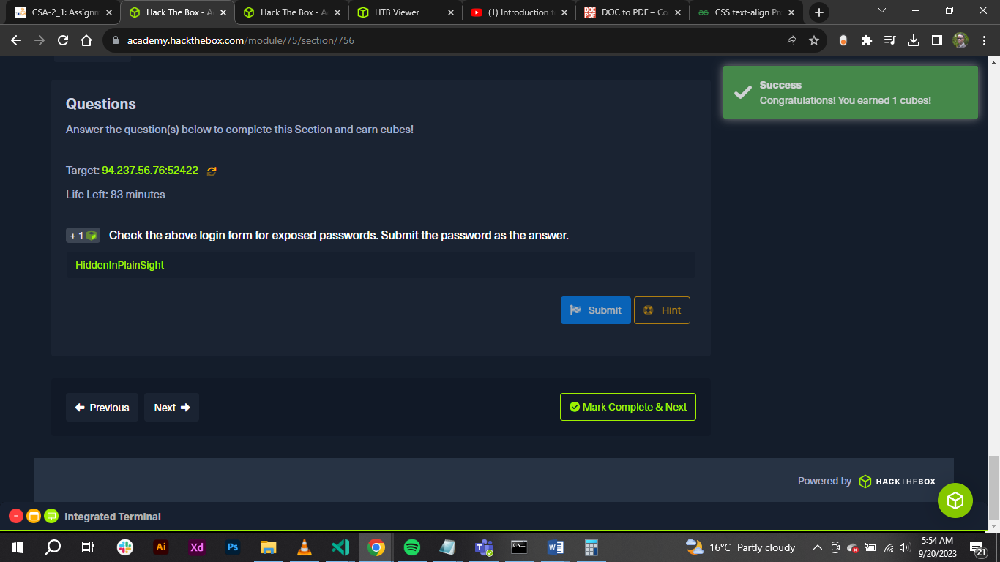 CSA-2_1: Assignm
Hack The Box - A
Hack The Box - A
HTB Viewer
(1) Introduction t
DOC to PDF – Co
CSS text-align Pr
academy.hackthebox.com/module/75/section/756
Success
Congratulations! You earned 1 cubes!
Questions
Answer the question(s) below to complete this Section and earn cubes!
Target: 94.237.56.76:52422
Life Left: 83 minutes
+ 1 Check the above login form for exposed passwords. Submit the password as the answer.
HiddenInPlainSight
Submit
Hint
Previous
Next
Mark Complete & Next
Powered by HACKTHEBOX
Integrated Terminal
Ai
Xd
Ps
16°C Partly cloudy
5:54 AM
9/20/2023
21